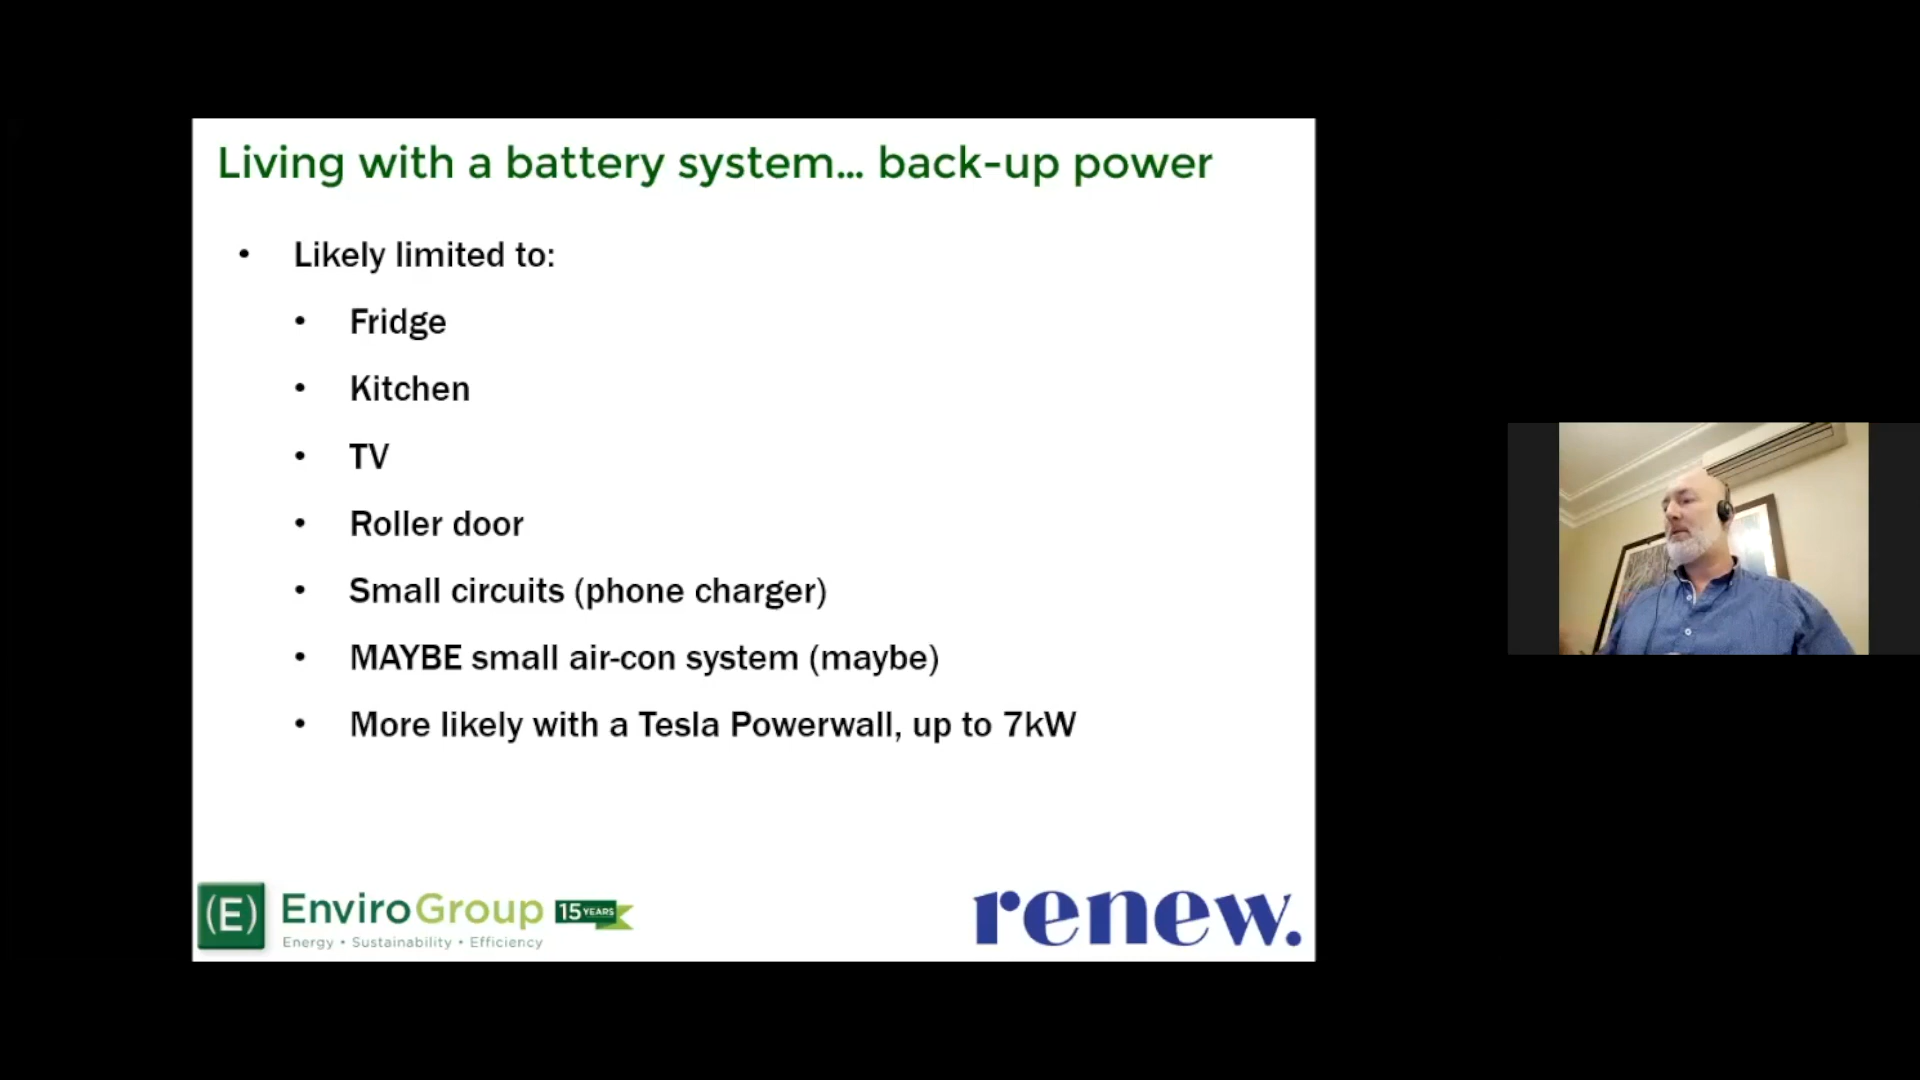 Living with a battery system... back-up power
• Likely limited to:
• Fridge
• Kitchen
• TV
• Roller door
• Small circuits (phone charger)
• MAYBE small air-con system (maybe)
• More likely with a Tesla Powerwall, up to 7kW
(E) EnviroGroup 15 YEARS
Energy • Sustainability • Efficiency
renew.